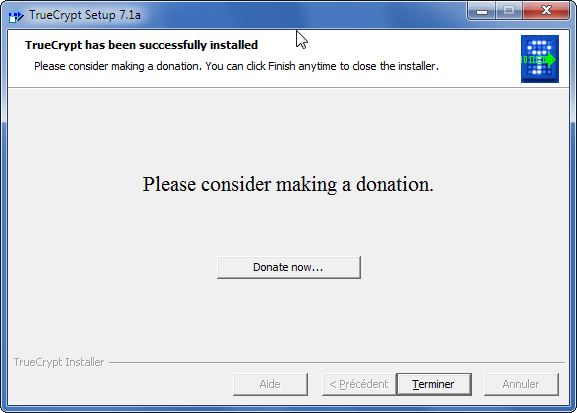 TrueCrypt Setup 7.1a
TrueCrypt has been successfully installed
Please consider making a donation. You can click Finish anytime to close the installer.
Please consider making a donation.
Donate now...
TrueCrypt Installer
Aide
< Précédent
Terminer
Annuler